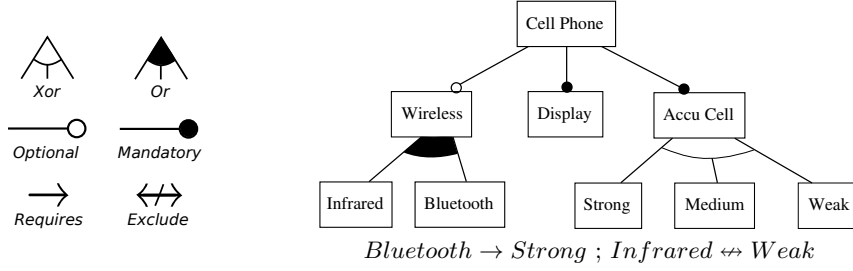 Cell Phone
Xor Or
Wireless Display Accu Cell
Optional Mandatory
Infrared Bluetooth Strong Medium Weak
Requires Exclude
Bluetooth → Strong ; Infrared ↮ Weak